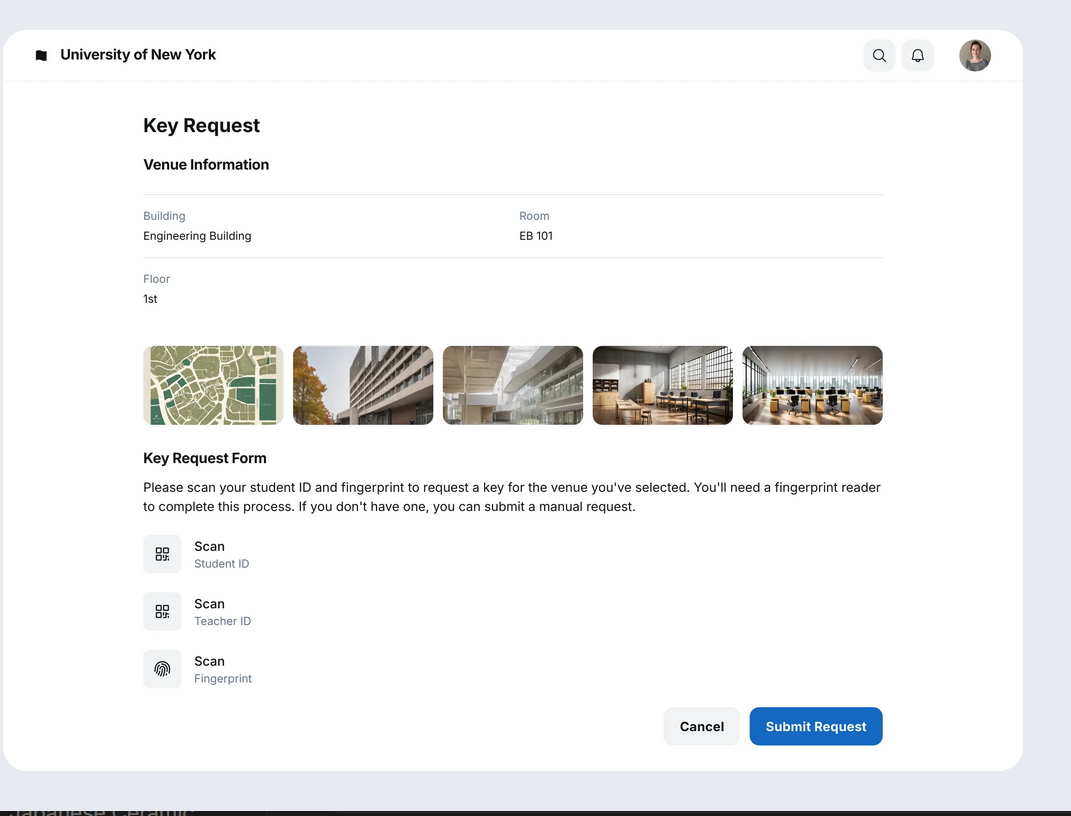 University of New York
Key Request
Venue Information
Building
Room
Engineering Building
EB 101
Floor
1st
Key Request Form
Please scan your student ID and fingerprint to request a key for the venue you've selected. You'll need a fingerprint reader
to complete this process. If you don't have one, you can submit a manual request.
Scan
Student ID
Scan
Teacher ID
Scan
Fingerprint
Cancel
Submit Request
Japanese Ceramic